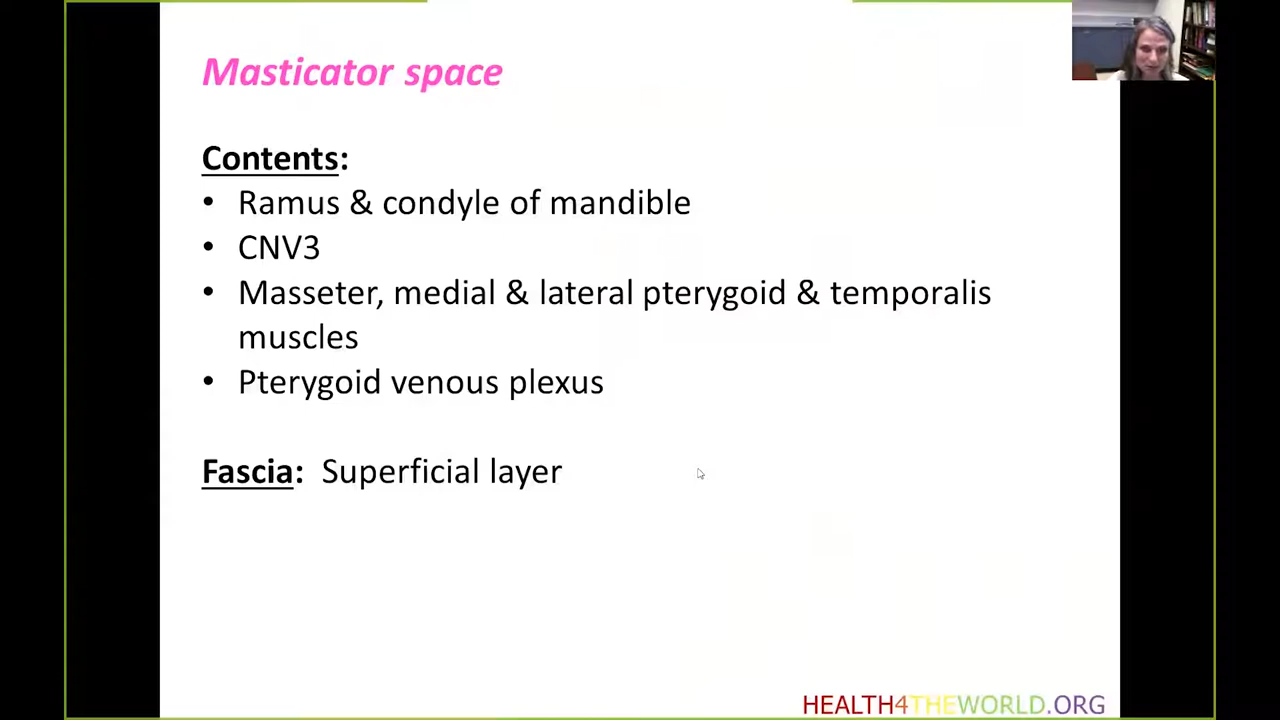 Masticator space
Contents:
• Ramus & condyle of mandible
• CNV3
• Masseter, medial & lateral pterygoid & temporalis
muscles
• Pterygoid venous plexus
Fascia: Superficial layer
HEALTH4THEWORLD.ORG